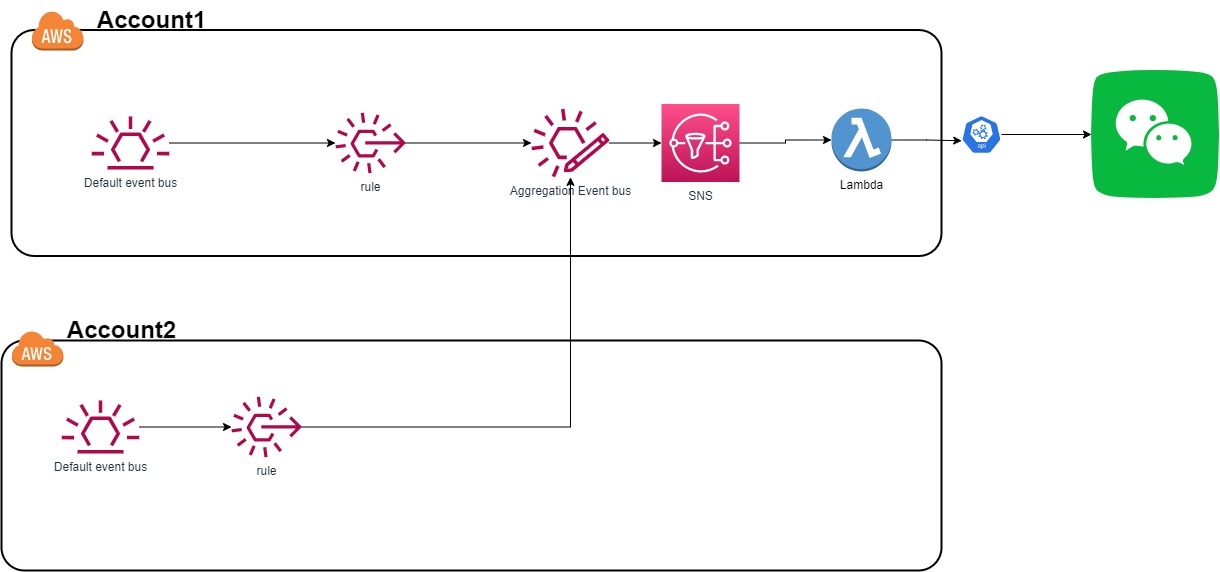 Account1
AWS
Default event bus
rule
Aggregation Event bus
SNS
Lambda
api
Account2
AWS
Default event bus
rule